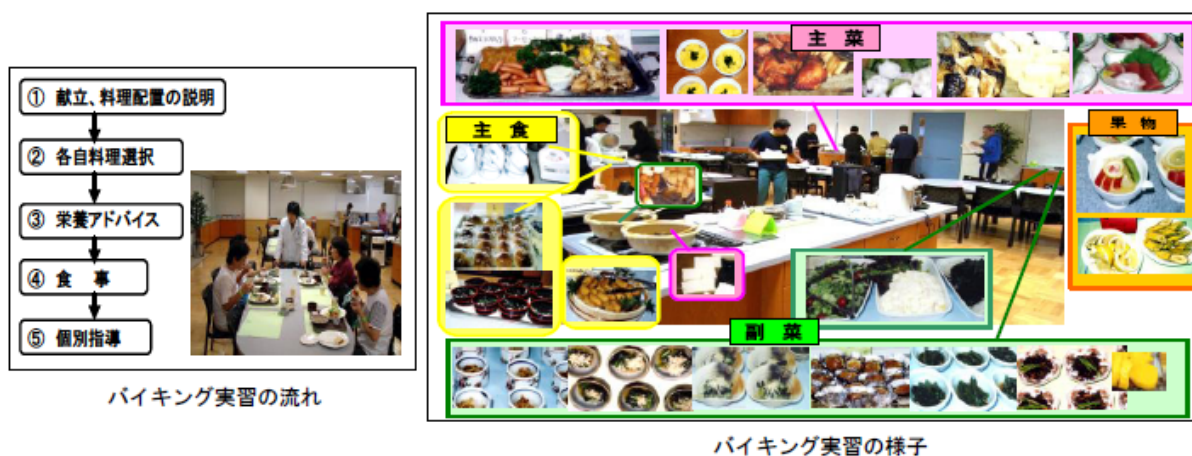 ① 献立、料理配置の説明
② 各自料理選択
③ 栄養アドバイス
④ 食 事
⑤ 個別指導
バイキング実習の流れ
主 菜
主 食
果 物
副 菜
バイキング実習の様子